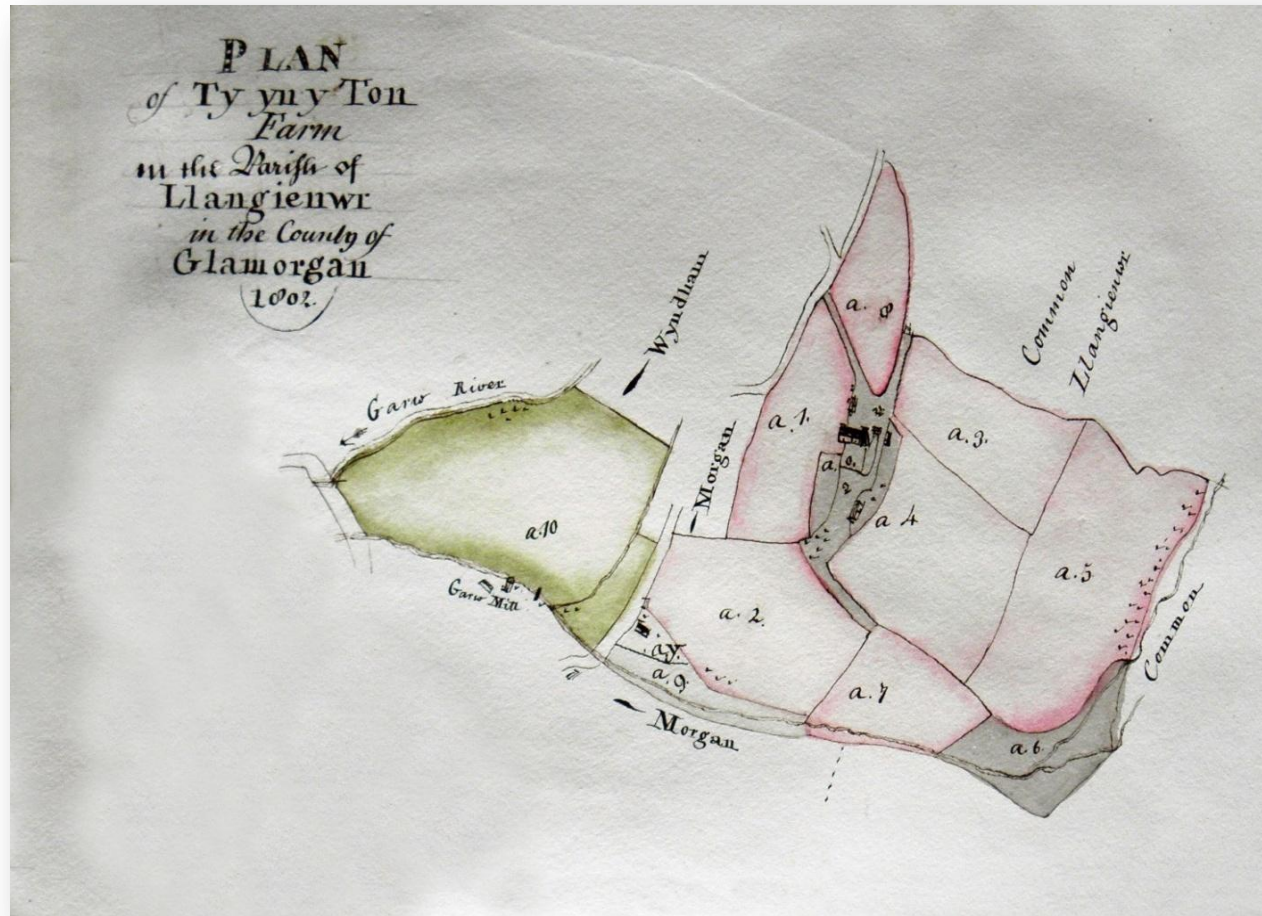 PLAN
of Ty yn y Ton
Farm
in the Parish of
Llangienwr
in the County of
Glamorgan
1802.
Wyndham
Common
Llangienwr
Garw River
a. 8
a. 1.
Morgan
a. 3.
a.
o.
a 4
a. 5.
a.10
Garw Mill
a. 2.
a. y.
a. 9.
a. 7
Common
Morgan
a. 6.